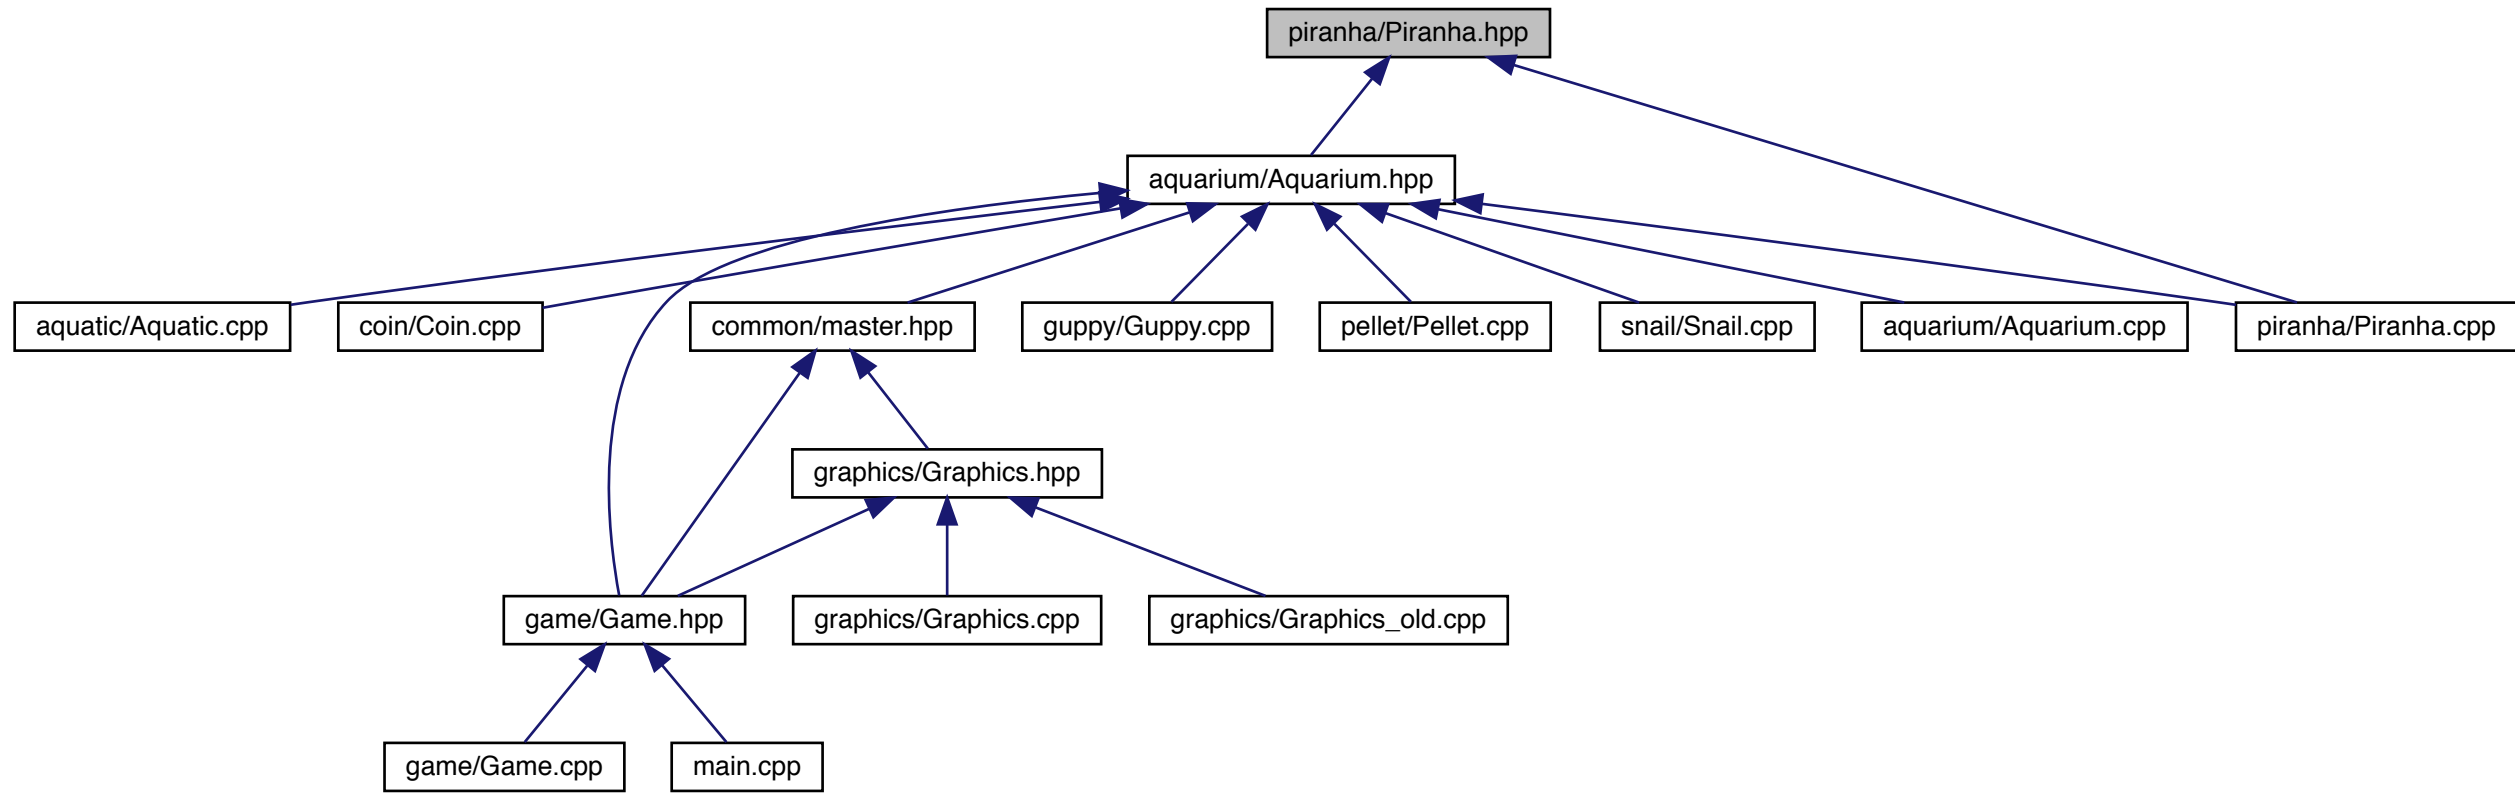 piranha/Piranha.hpp
aquarium/Aquarium.hpp
aquatic/Aquatic.cpp
coin/Coin.cpp
common/master.hpp
guppy/Guppy.cpp
pellet/Pellet.cpp
snail/Snail.cpp
aquarium/Aquarium.cpp
piranha/Piranha.cpp
graphics/Graphics.hpp
game/Game.hpp
graphics/Graphics.cpp
graphics/Graphics_old.cpp
game/Game.cpp
main.cpp